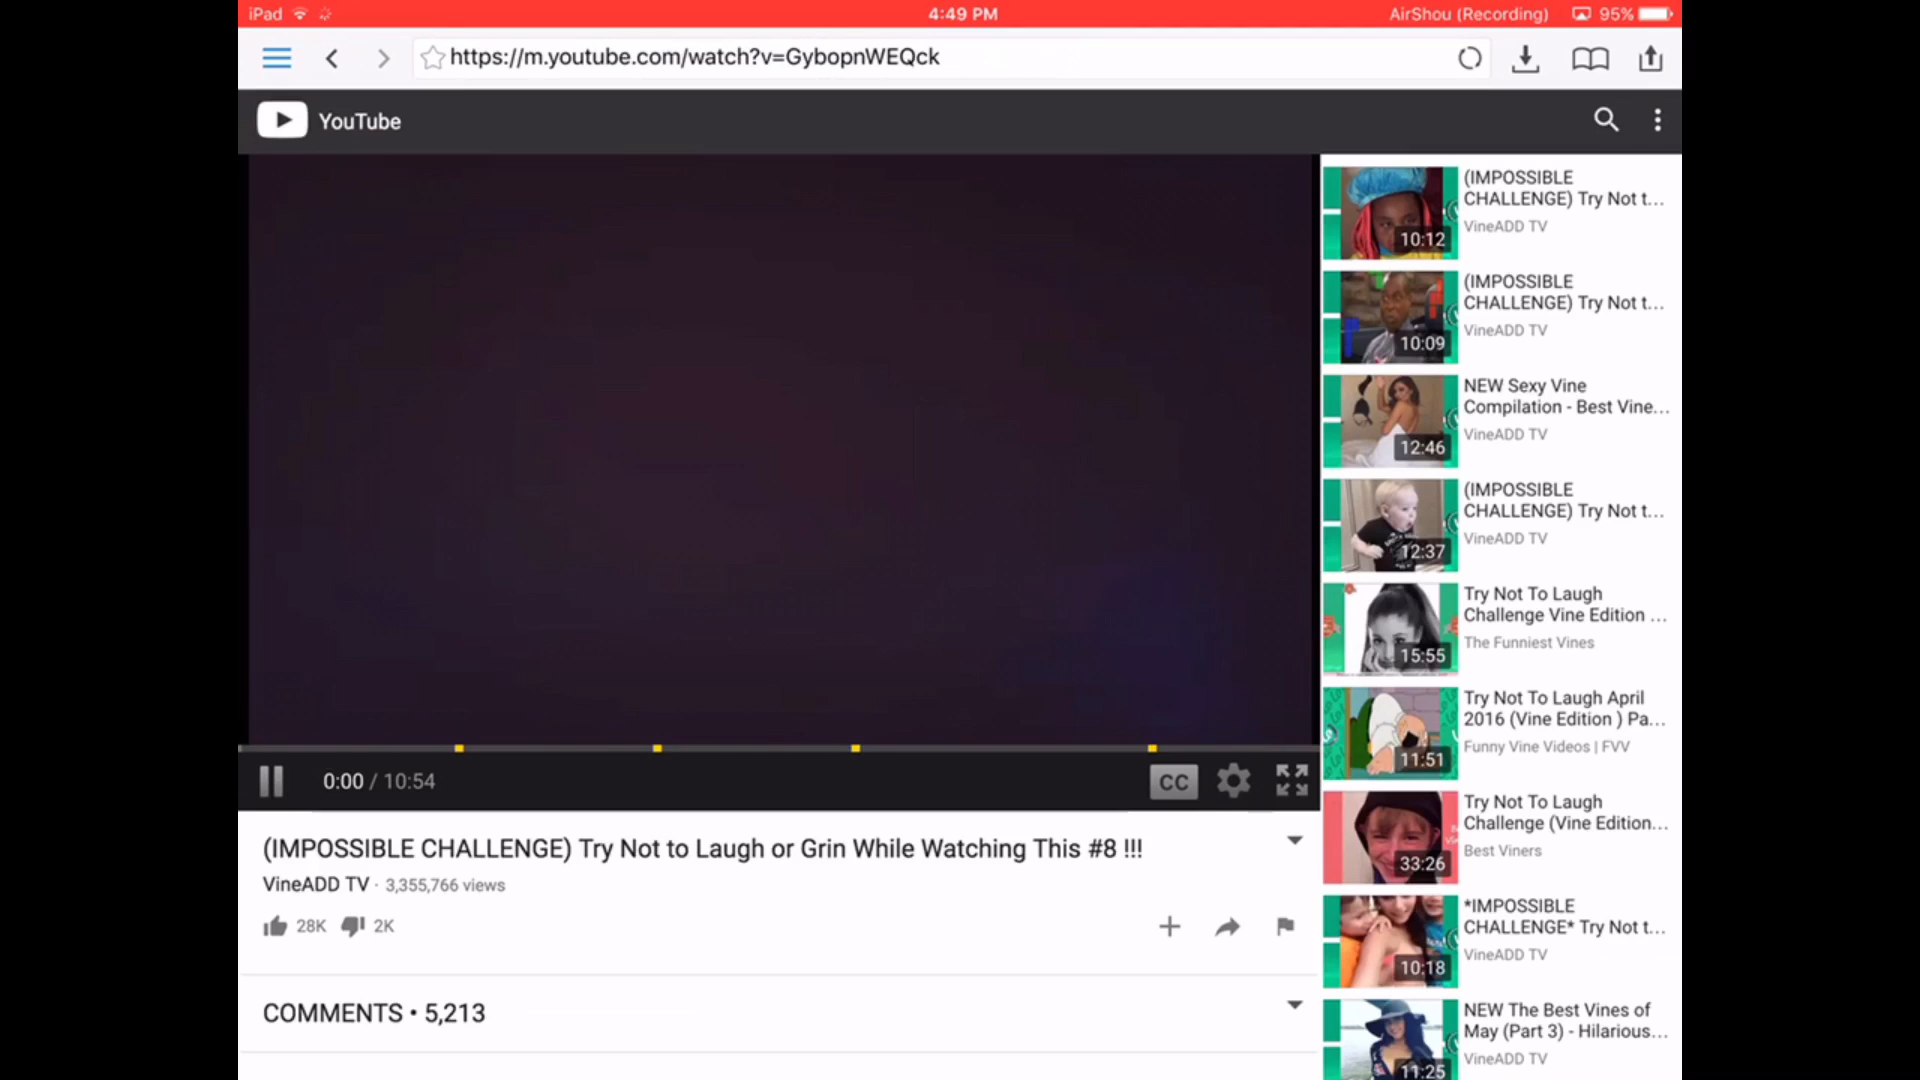 iPad
4:49 PM
AirShou (Recording)
95%
https://m.youtube.com/watch?v=GybopnWEQck
YouTube
0:00 / 10:54
CC
(IMPOSSIBLE CHALLENGE) Try Not to Laugh or Grin While Watching This #8 !!!
VineADD TV · 3,355,766 views
28K
2K
COMMENTS • 5,213
(IMPOSSIBLE
CHALLENGE) Try Not t...
VineADD TV
10:12
(IMPOSSIBLE
CHALLENGE) Try Not t...
VineADD TV
10:09
NEW Sexy Vine
Compilation - Best Vine...
VineADD TV
12:46
(IMPOSSIBLE
CHALLENGE) Try Not t...
VineADD TV
12:37
Try Not To Laugh
Challenge Vine Edition ...
The Funniest Vines
15:55
Try Not To Laugh April
2016 (Vine Edition ) Pa...
Funny Vine Videos | FVV
11:51
Try Not To Laugh
Challenge (Vine Edition...
Best Viners
33:26
*IMPOSSIBLE
CHALLENGE* Try Not t...
VineADD TV
10:18
NEW The Best Vines of
May (Part 3) - Hilarious...
VineADD TV
11:25